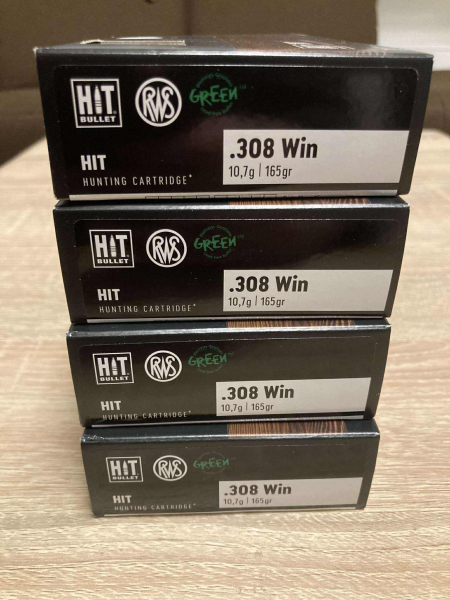 HIT BULLET
RWS
GREEN
HIT
HUNTING CARTRIDGE*
.308 Win
10,7g | 165gr
HIT BULLET
RWS
GREEN
HIT
HUNTING CARTRIDGE*
.308 Win
10,7g | 165gr
HIT BULLET
RWS
GREEN
HIT
HUNTING CARTRIDGE*
.308 Win
10,7g | 165gr
HIT BULLET
RWS
GREEN
HIT
HUNTING CARTRIDGE*
.308 Win
10,7g | 165gr